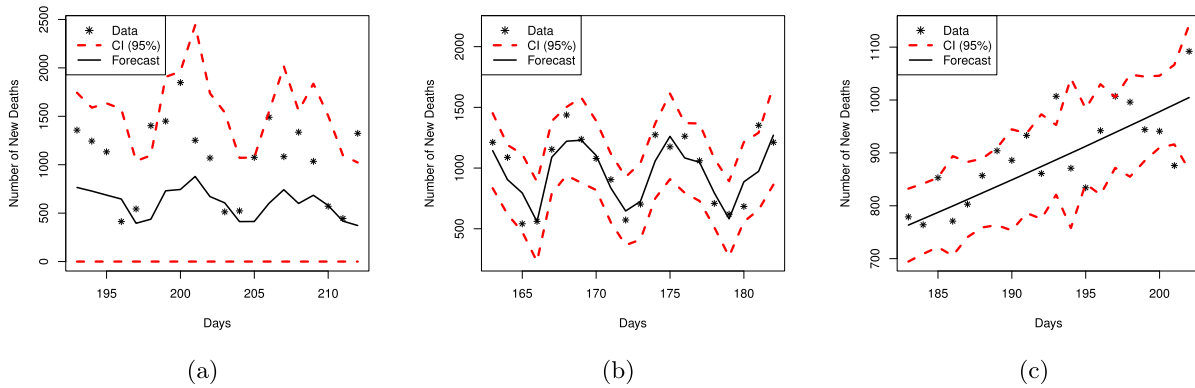 Data
CI (95%)
Forecast
Number of New Deaths
0
500
1000
1500
2000
2500
195
200
205
210
Days
(a)
Data
CI (95%)
Forecast
Number of New Deaths
500
1000
1500
2000
165
170
175
180
Days
(b)
Data
CI (95%)
Forecast
Number of New Deaths
700
800
900
1000
1100
185
190
195
200
Days
(c)